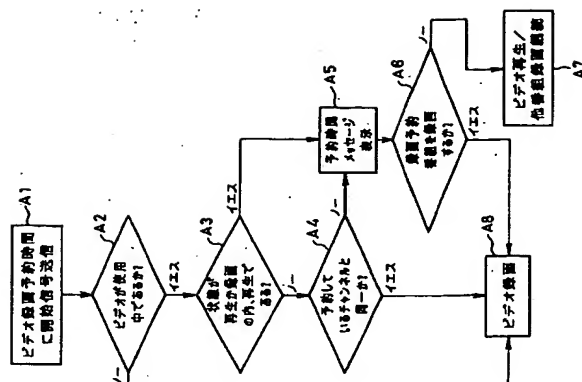 A1
ビデオ録画予約時間
に開始信号送信
A2
ビデオが使用
中であるか?
ノー
イエス
A3
状態が
再生か録画
の内、再生で
ある?
イエス
ノー
A4
予約して
いるチャンネルと
同一か?
ノー
イエス
A5
予約時間
メッセージ
表示
A6
録画予約
番組を録画
するか?
ノー
イエス
ビデオ再生/
他番組録画継続
A7
A8
ビデオ録画